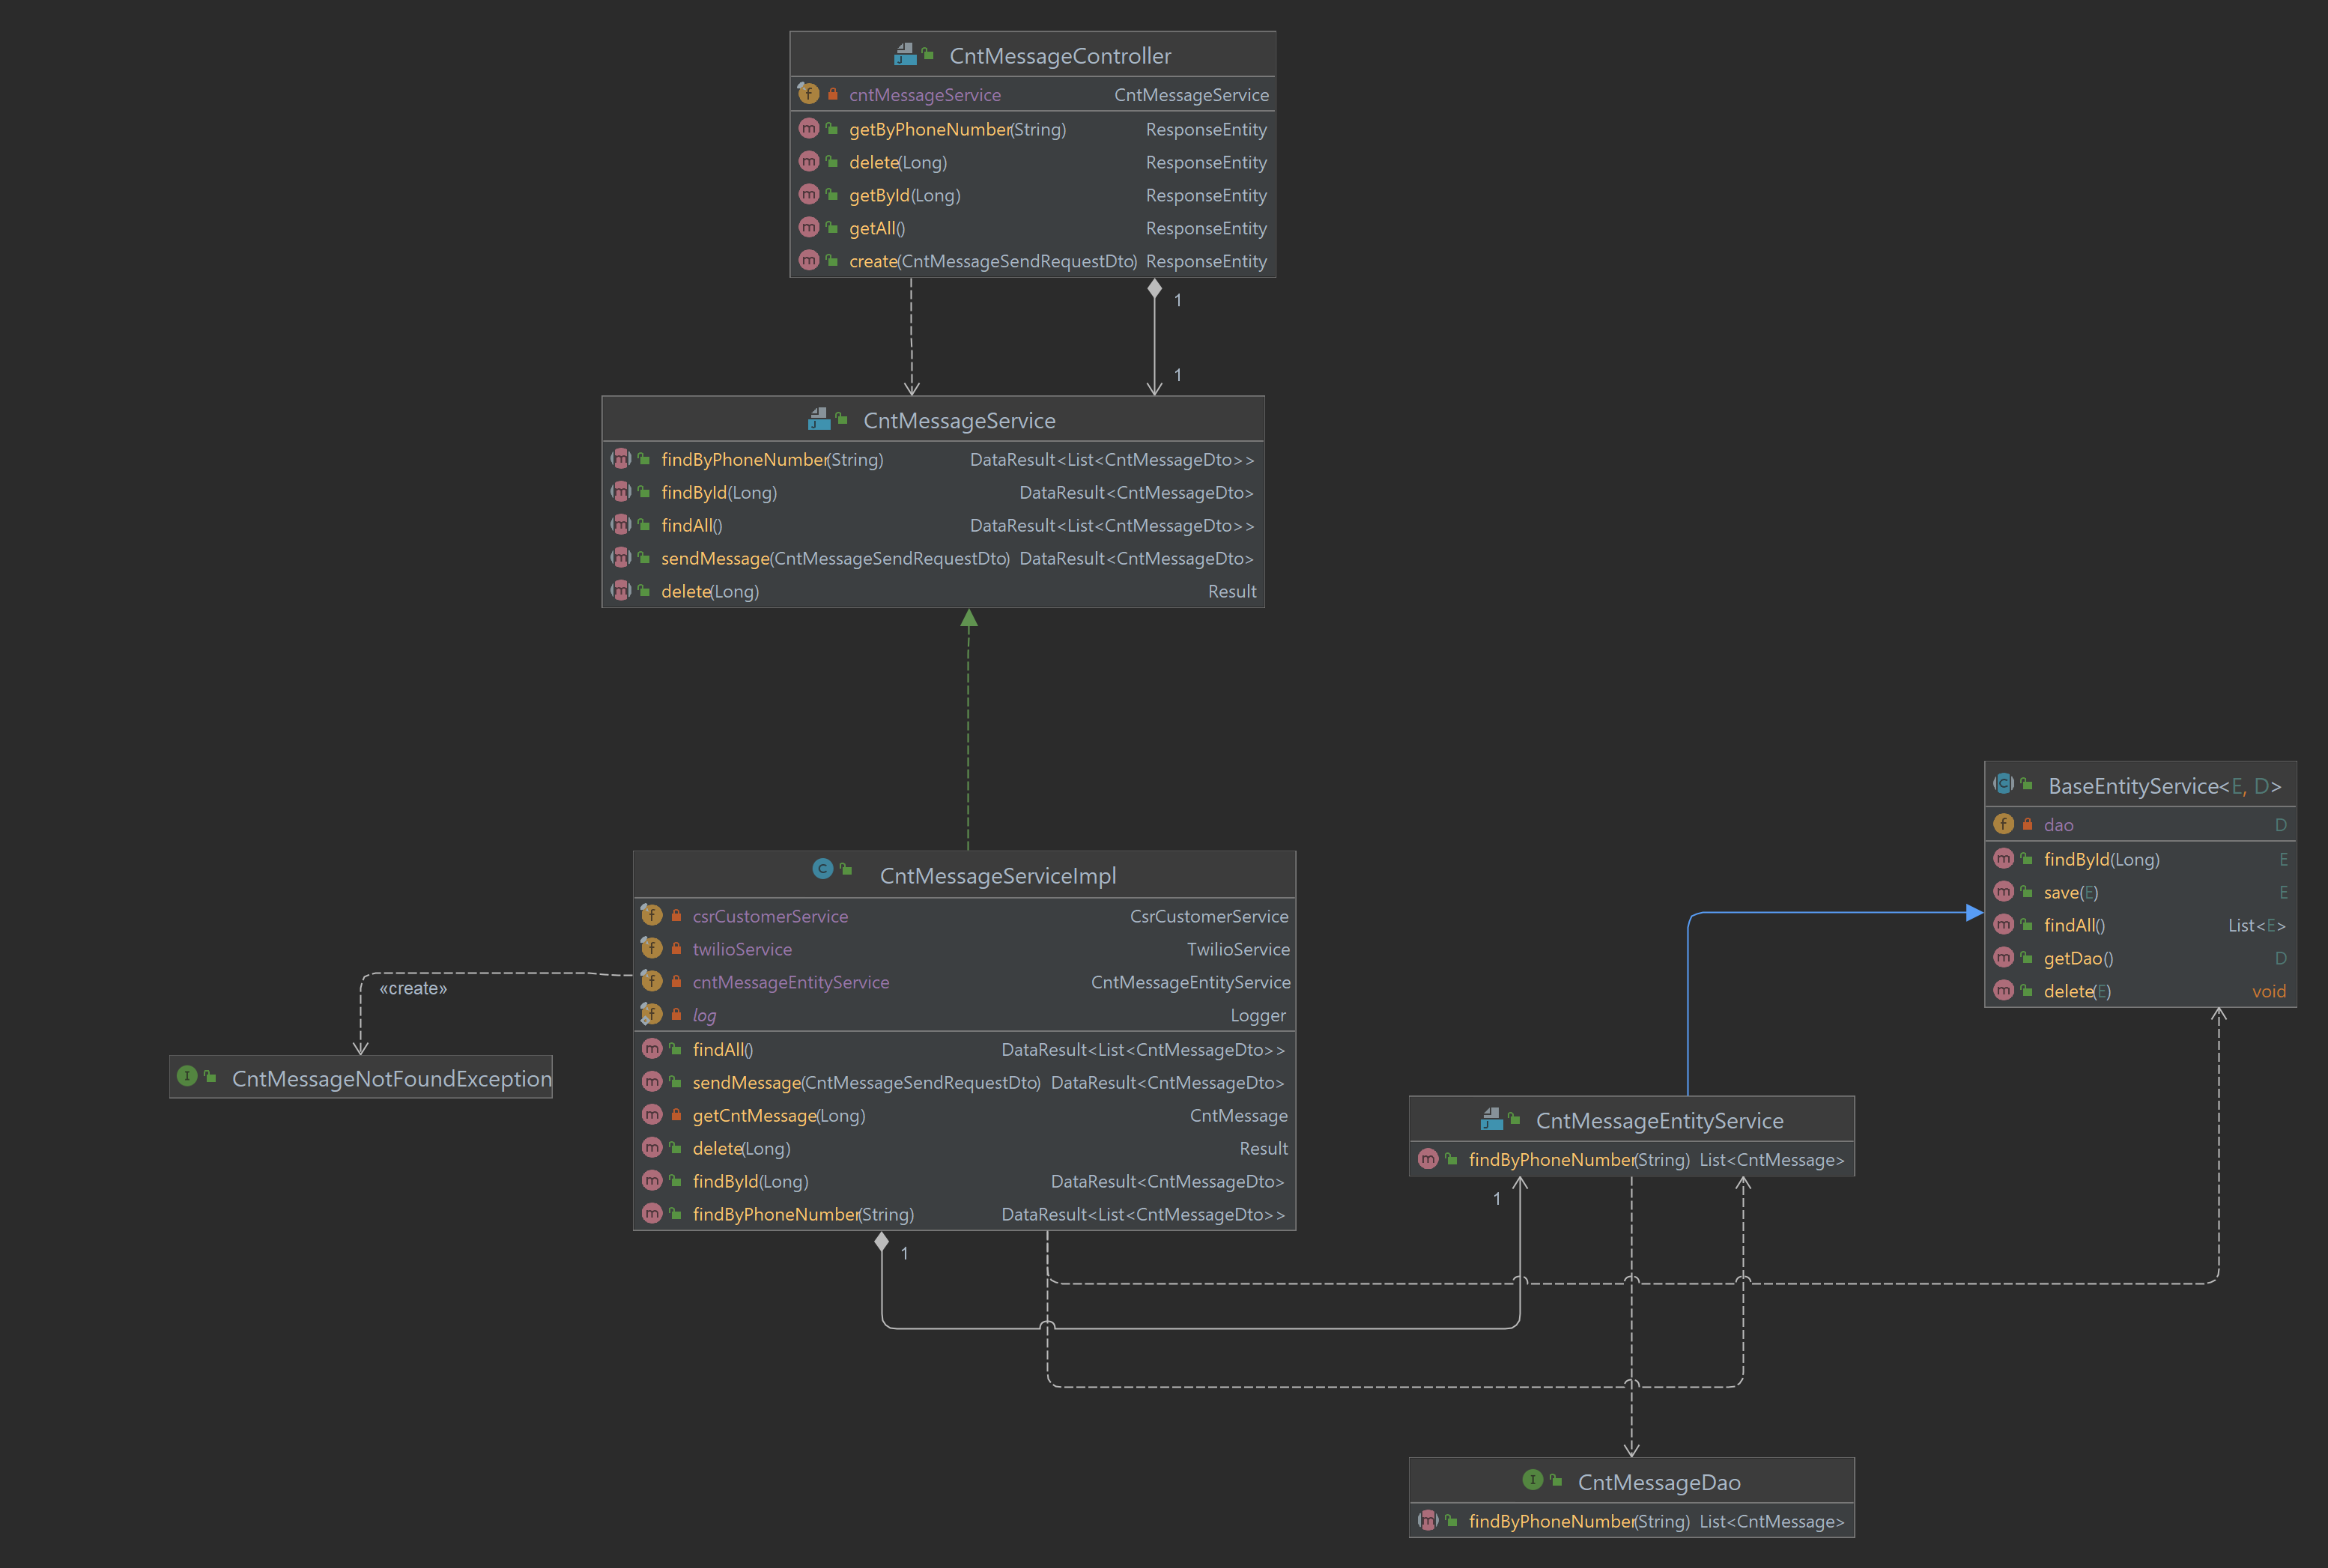 CntMessageController
cntMessageService CntMessageService
getByPhoneNumber(String) ResponseEntity
delete(Long) ResponseEntity
getById(Long) ResponseEntity
getAll() ResponseEntity
create(CntMessageSendRequestDto) ResponseEntity
1
1
CntMessageService
findByPhoneNumber(String) DataResult<List<CntMessageDto>>
findById(Long) DataResult<CntMessageDto>
findAll() DataResult<List<CntMessageDto>>
sendMessage(CntMessageSendRequestDto) DataResult<CntMessageDto>
delete(Long) Result
BaseEntityService<E, D>
dao D
findById(Long) E
save(E) E
findAll() List<E>
getDao() D
delete(E) void
CntMessageServiceImpl
csrCustomerService CsrCustomerService
twilioService TwilioService
cntMessageEntityService CntMessageEntityService
log Logger
findAll() DataResult<List<CntMessageDto>>
sendMessage(CntMessageSendRequestDto) DataResult<CntMessageDto>
getCntMessage(Long) CntMessage
delete(Long) Result
findById(Long) DataResult<CntMessageDto>
findByPhoneNumber(String) DataResult<List<CntMessageDto>>
«create»
CntMessageNotFoundException
CntMessageEntityService
findByPhoneNumber(String) List<CntMessage>
1
1
CntMessageDao
findByPhoneNumber(String) List<CntMessage>